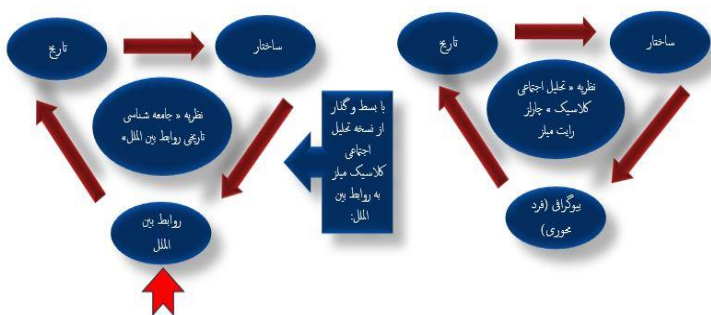 ساختار
تاریخ
نظریه « تحلیل اجتماعی
کلاسیک » چارلز
رایت میلز
بیوگرافی (فرد
محوری)
با بسط و گذار
از نسخه تحلیل
اجتماعی
کلاسیک میلز
به روابط بین
الملل:
ساختار
تاریخ
نظریه « جامعه شناسی
تاریخی روابط بین الملل»
روابط بین
الملل